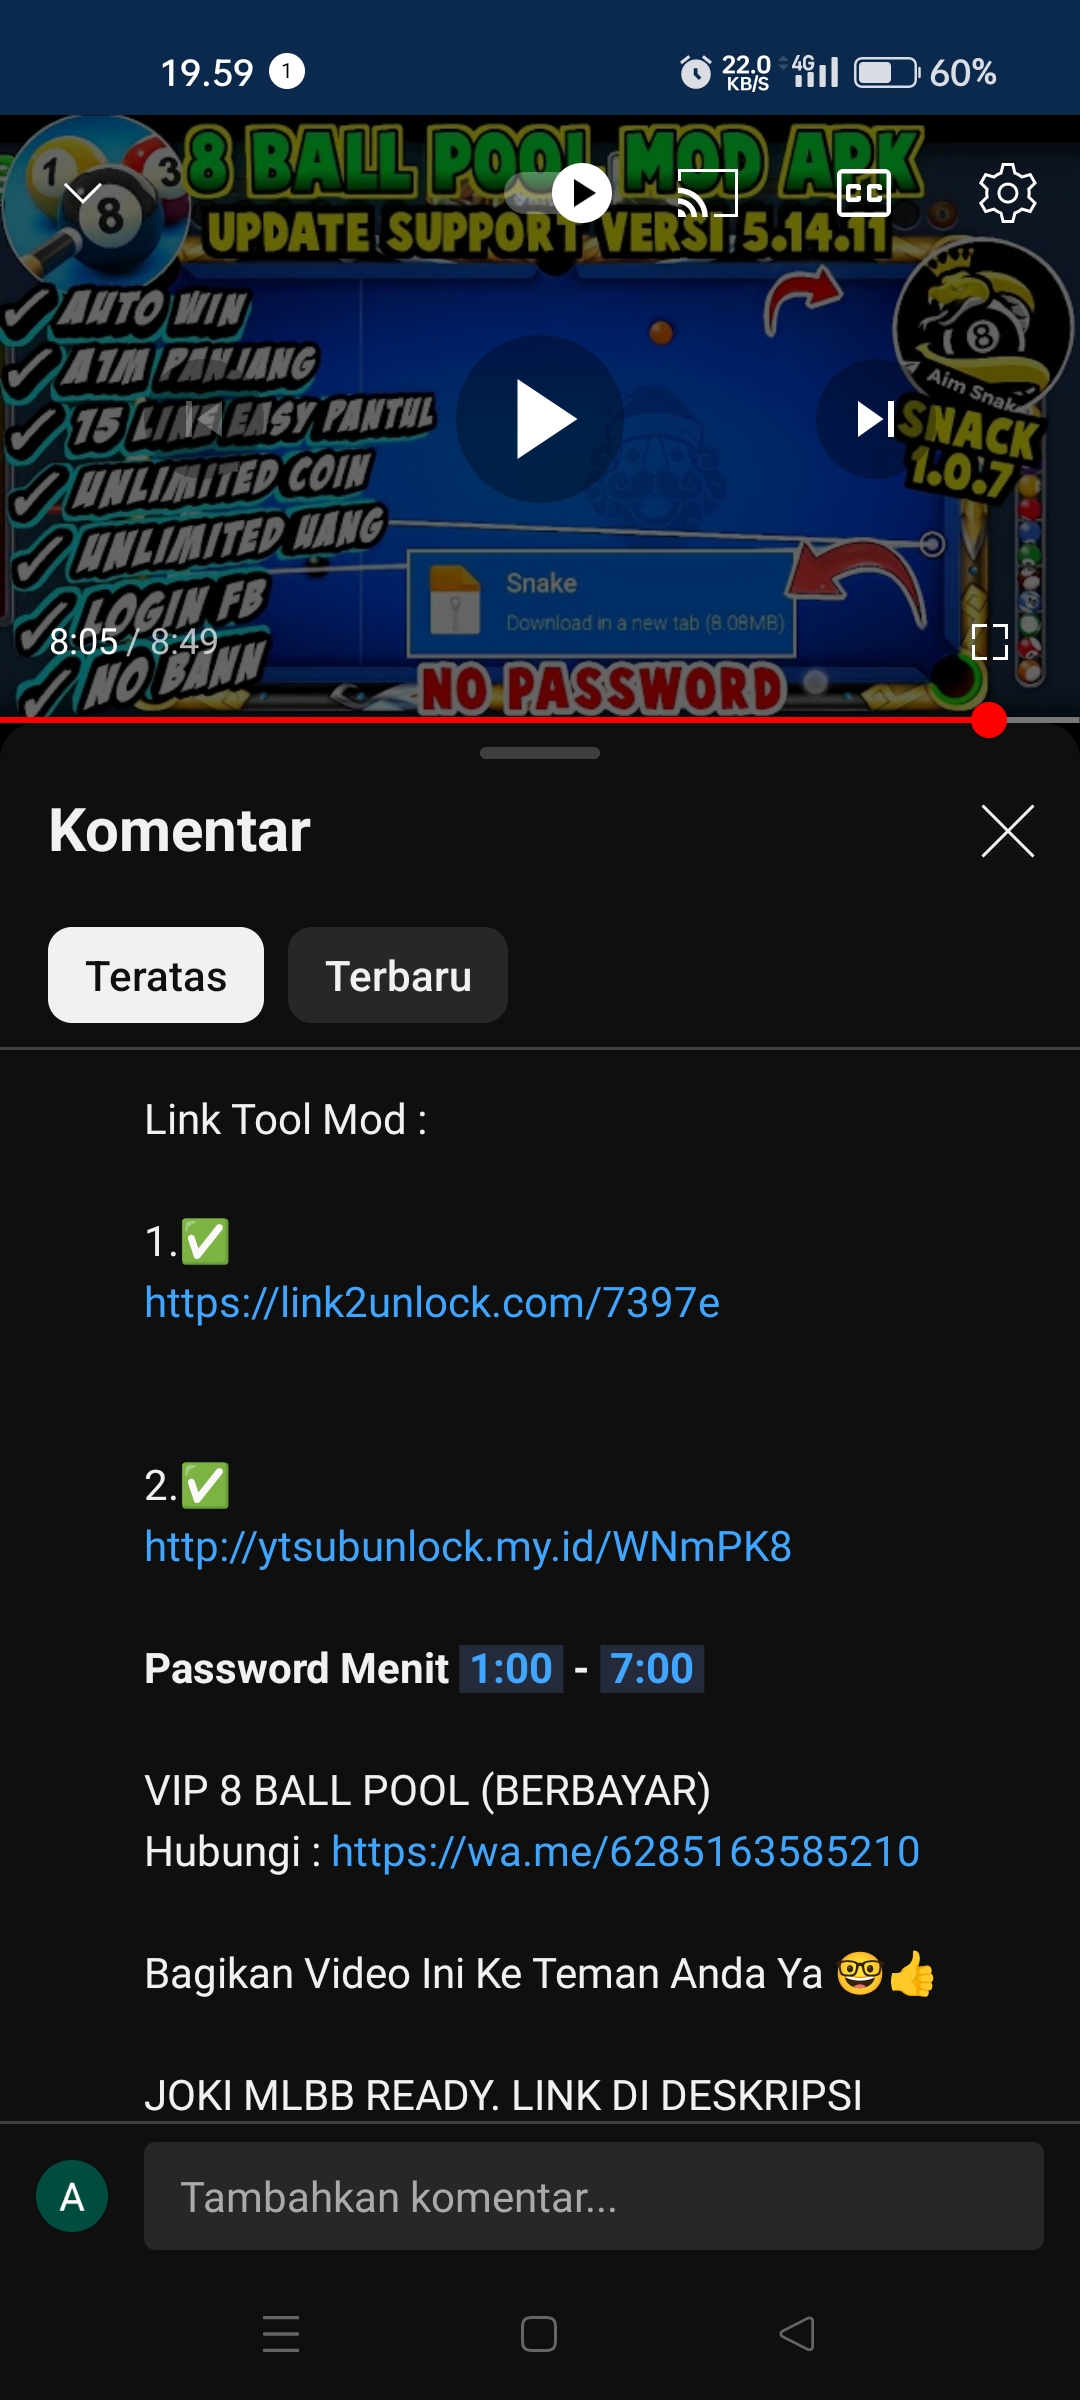 19.59 1 22.0 KB/S 4G 60%
1 3 8
8 BALL POOL MOD APK
CC
UPDATE SUPPORT VERSI 5.14.11
AUTO WIN
AIM PANJANG
15 LINE EASY PANTUL
UNLIMITED COIN
UNLIMITED UANG
LOGIN FB
NO BANN
8
Aim Snake
SNACK
1.0.7
Snake
Download in a new tab (8.08MB)
8:05 / 8:49
NO PASSWORD
Komentar
Teratas
Terbaru
Link Tool Mod :
1.✅
https://link2unlock.com/7397e
2.✅
http://ytsubunlock.my.id/WNmPK8
Password Menit 1:00 - 7:00
VIP 8 BALL POOL (BERBAYAR)
Hubungi : https://wa.me/6285163585210
Bagikan Video Ini Ke Teman Anda Ya 🤓👍
JOKI MLBB READY. LINK DI DESKRIPSI
A
Tambahkan komentar...